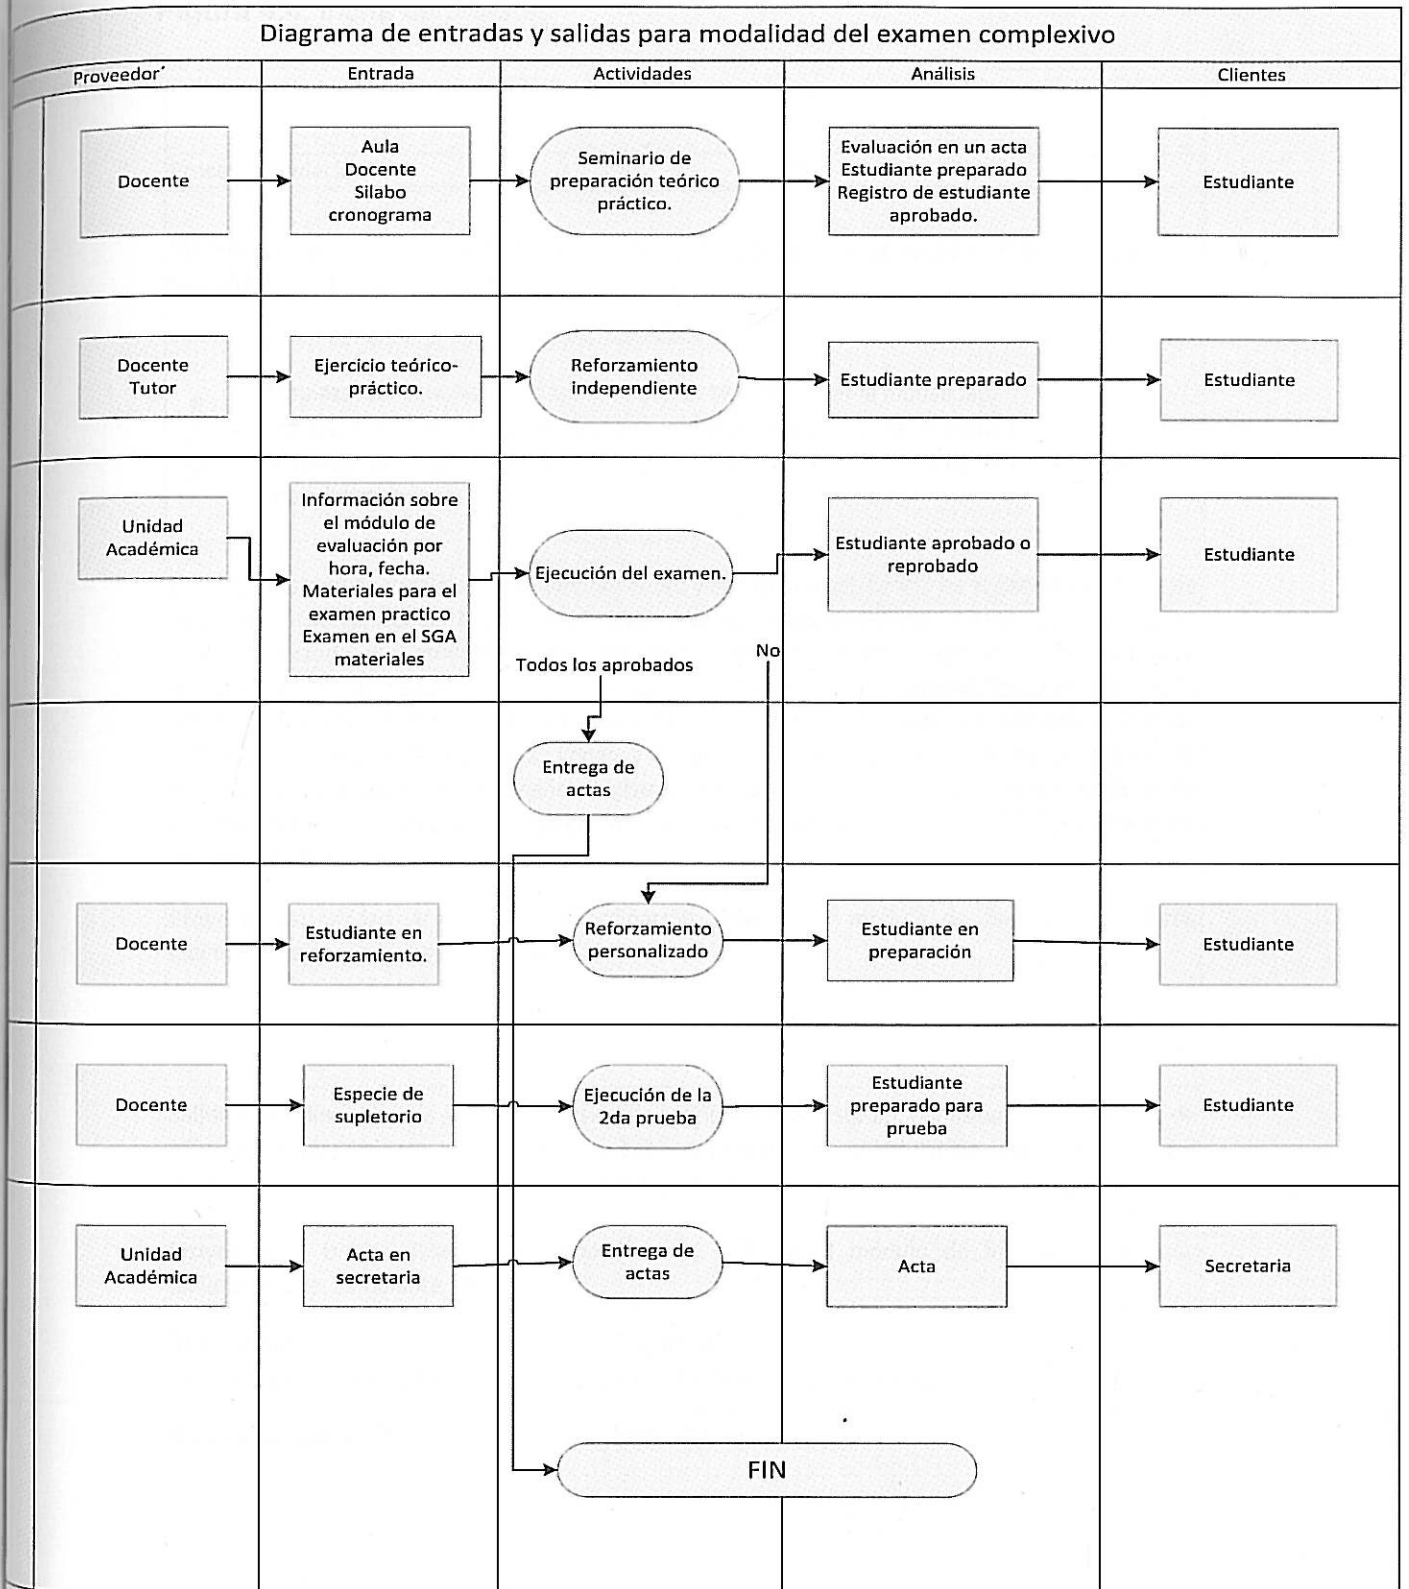 Diagrama de entradas y salidas para modalidad del examen complexivo
Proveedor´
Entrada
Actividades
Análisis
Clientes
Docente
Aula
Docente
Silabo
cronograma
Seminario de
preparación teórico
práctico.
Evaluación en un acta
Estudiante preparado
Registro de estudiante
aprobado.
Estudiante
Docente
Tutor
Ejercicio teórico-
práctico.
Reforzamiento
independiente
Estudiante preparado
Estudiante
Unidad
Académica
Información sobre
el módulo de
evaluación por
hora, fecha.
Materiales para el
examen practico
Examen en el SGA
materiales
Ejecución del examen.
Estudiante aprobado o
reprobado
Estudiante
Todos los aprobados
No
Entrega de
actas
Docente
Estudiante en
reforzamiento.
Reforzamiento
personalizado
Estudiante en
preparación
Estudiante
Docente
Especie de
supletorio
Ejecución de la
2da prueba
Estudiante
preparado para
prueba
Estudiante
Unidad
Académica
Acta en
secretaria
Entrega de
actas
Acta
Secretaria
FIN